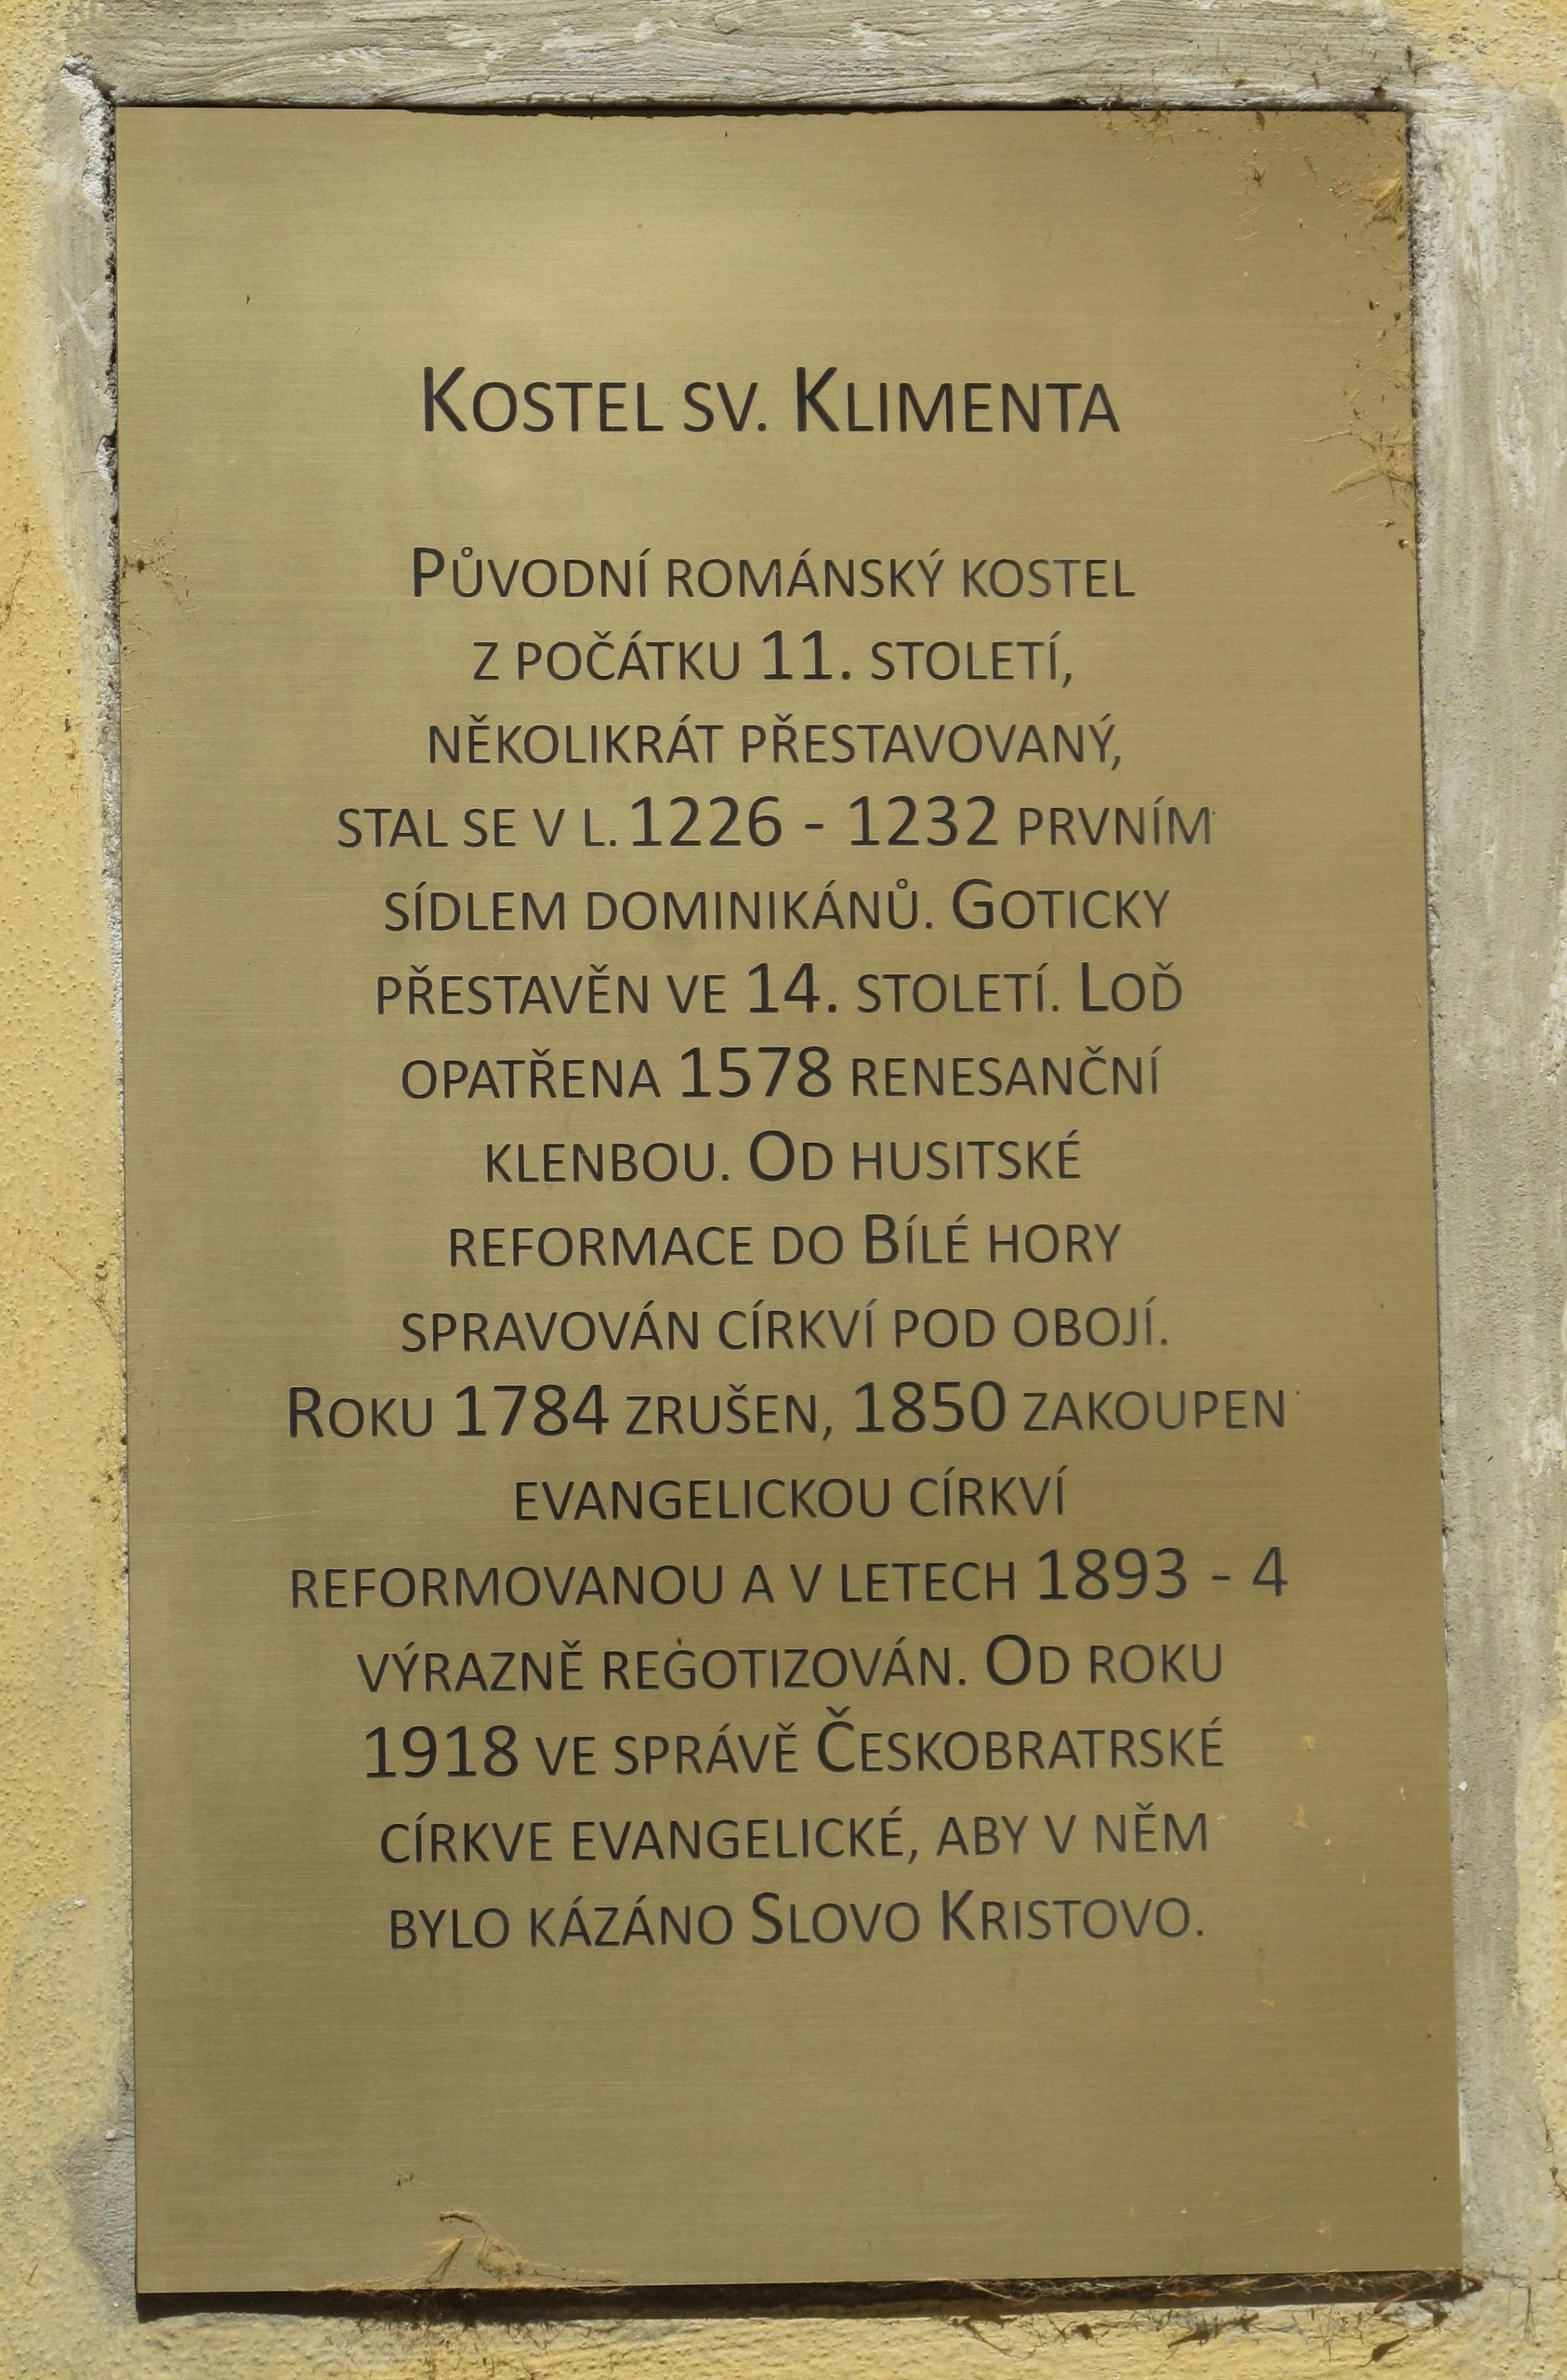 Kostel sv. Klimenta
Původní románský kostel
z počátku 11. století,
několikrát přestavovaný,
stal se v l. 1226 - 1232 prvním
sídlem dominikánů. Goticky
přestavěn ve 14. století. Loď
opatřena 1578 renesanční
klenbou. Od husitské
reformace do Bílé hory
spravován církví pod obojí.
Roku 1784 zrušen, 1850 zakoupen
evangelickou církví
reformovanou a v letech 1893 - 4
výrazně regotizován. Od roku
1918 ve správě Českobratrské
církve evangelické, aby v něm
bylo kázáno Slovo Kristovo.